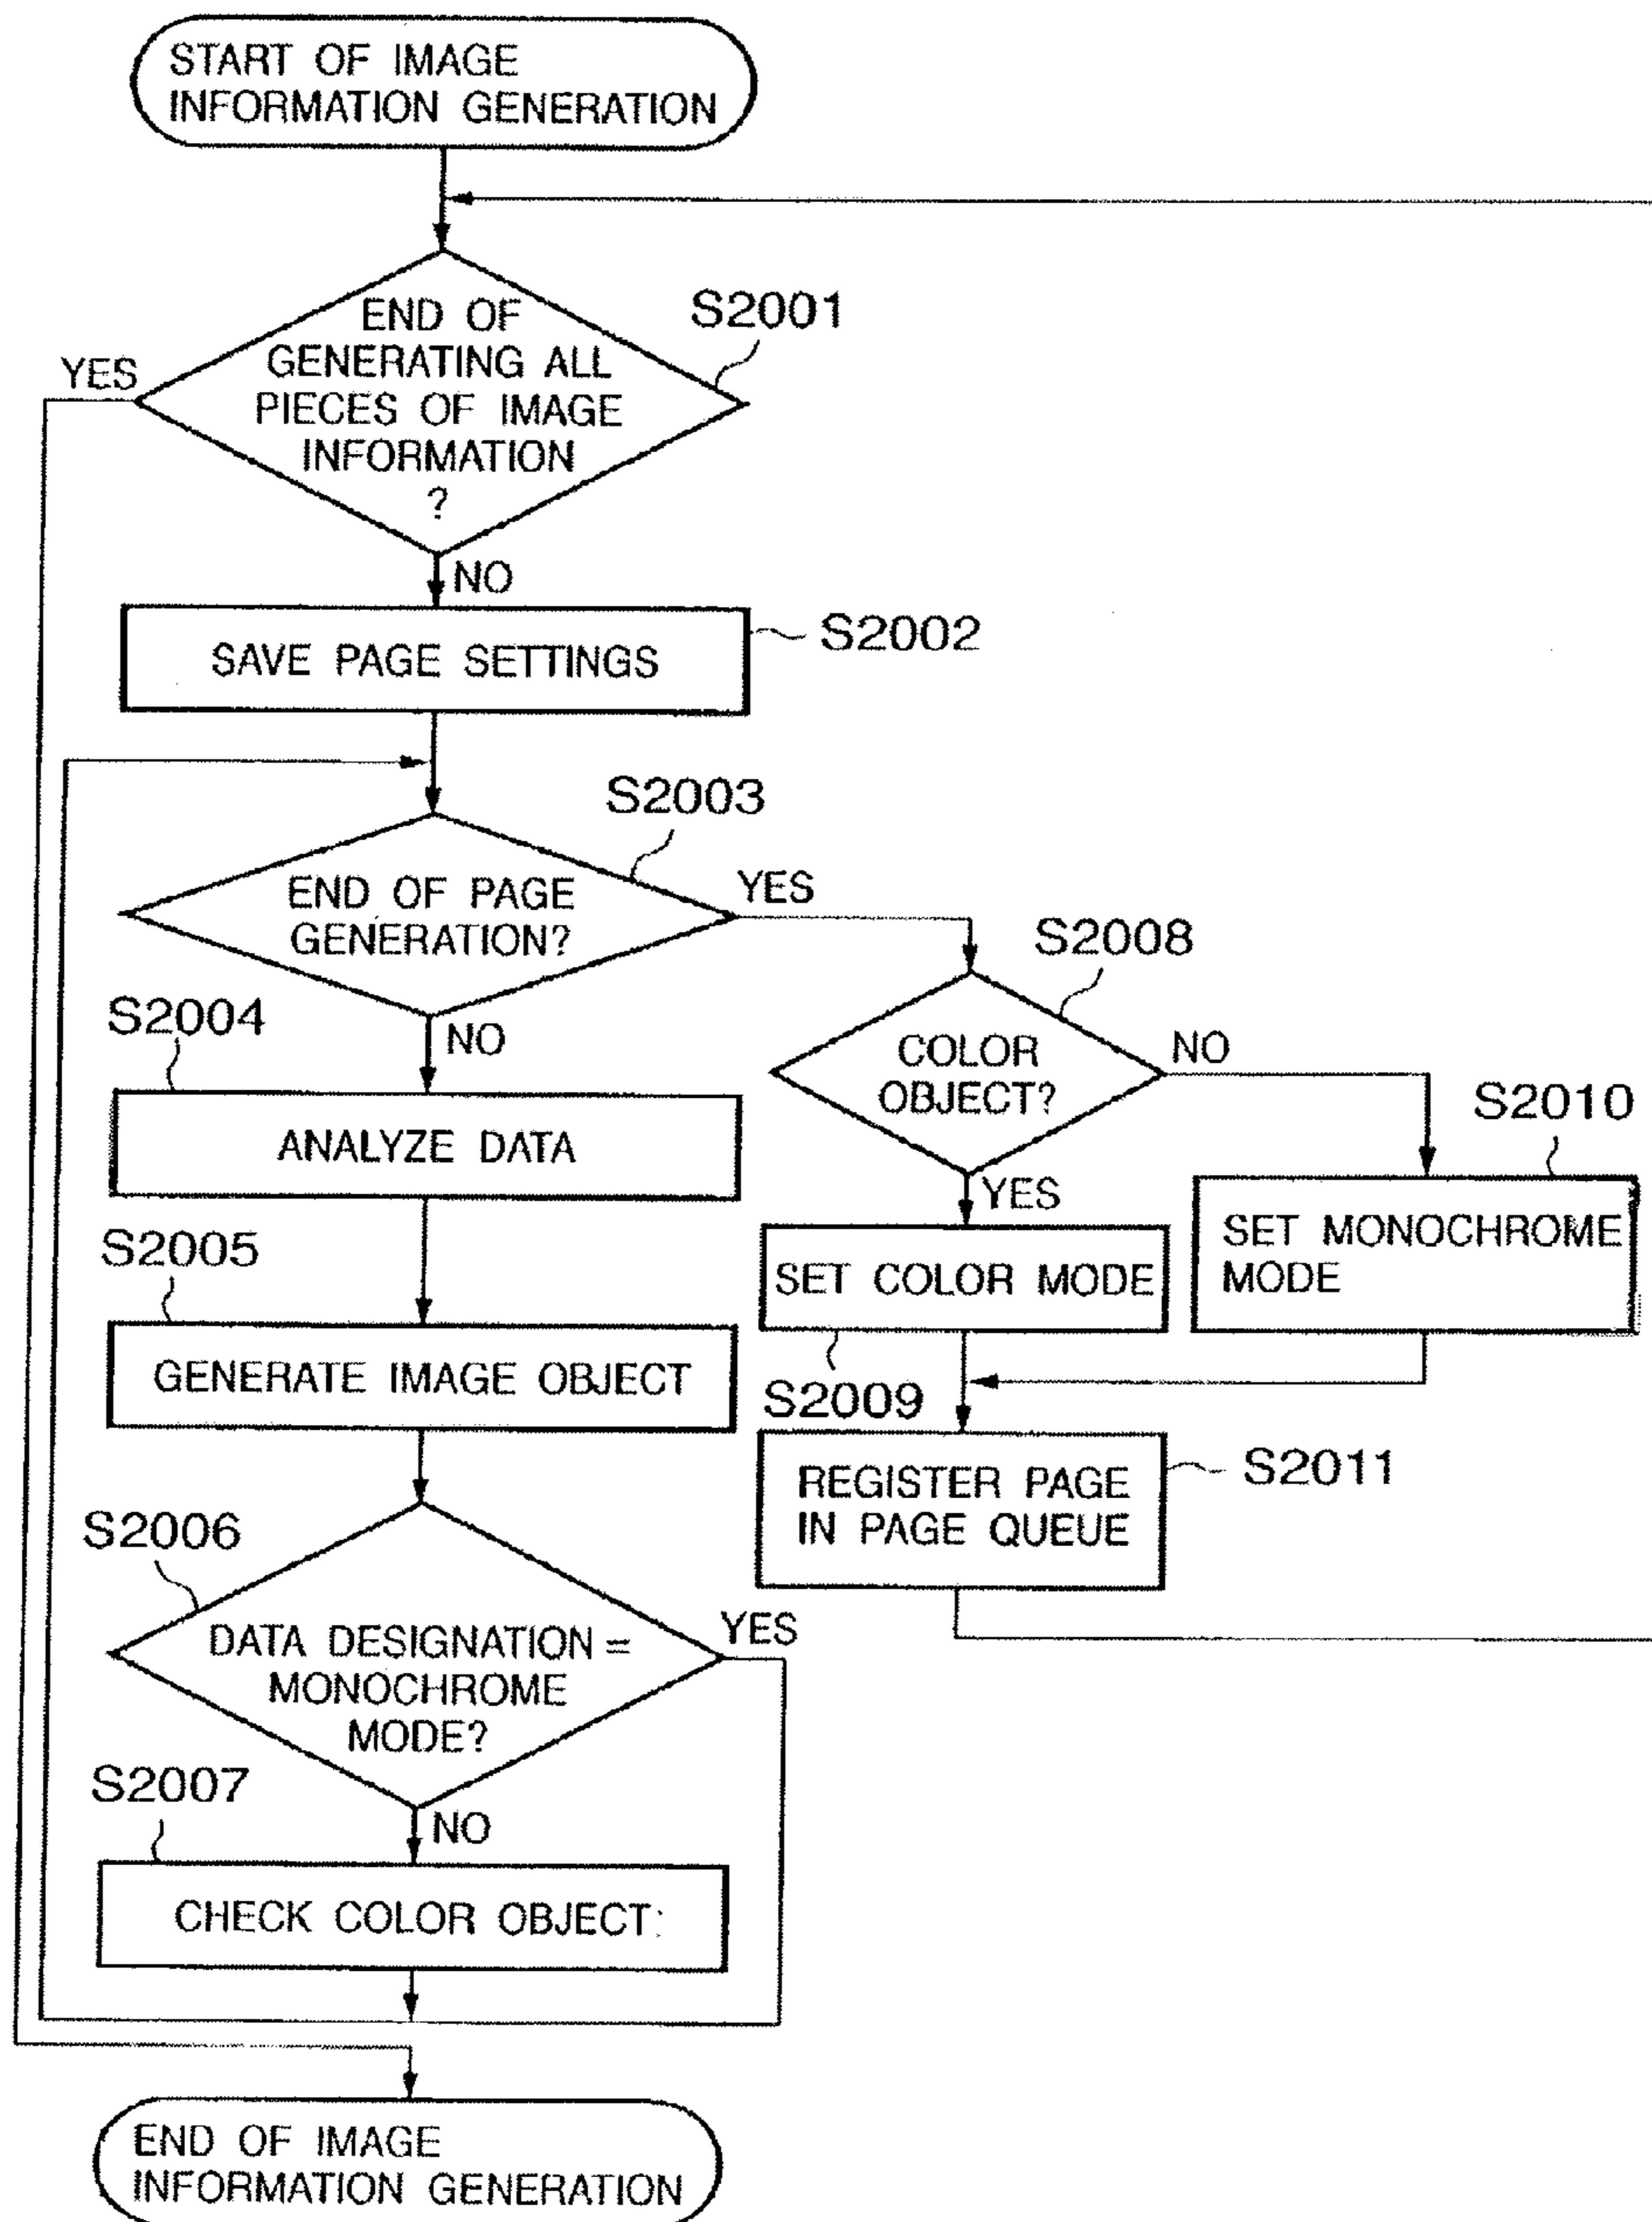 START OF IMAGE
INFORMATION GENERATION
END OF
GENERATING ALL
PIECES OF IMAGE
INFORMATION
?
S2001
YES
NO
SAVE PAGE SETTINGS
S2002
S2003
END OF PAGE
GENERATION?
YES
NO
S2004
ANALYZE DATA
S2005
GENERATE IMAGE OBJECT
S2006
DATA DESIGNATION =
MONOCHROME
MODE?
YES
NO
S2007
CHECK COLOR OBJECT
S2008
COLOR
OBJECT?
NO
YES
S2010
SET MONOCHROME
MODE
SET COLOR MODE
S2009
REGISTER PAGE
IN PAGE QUEUE
S2011
END OF IMAGE
INFORMATION GENERATION